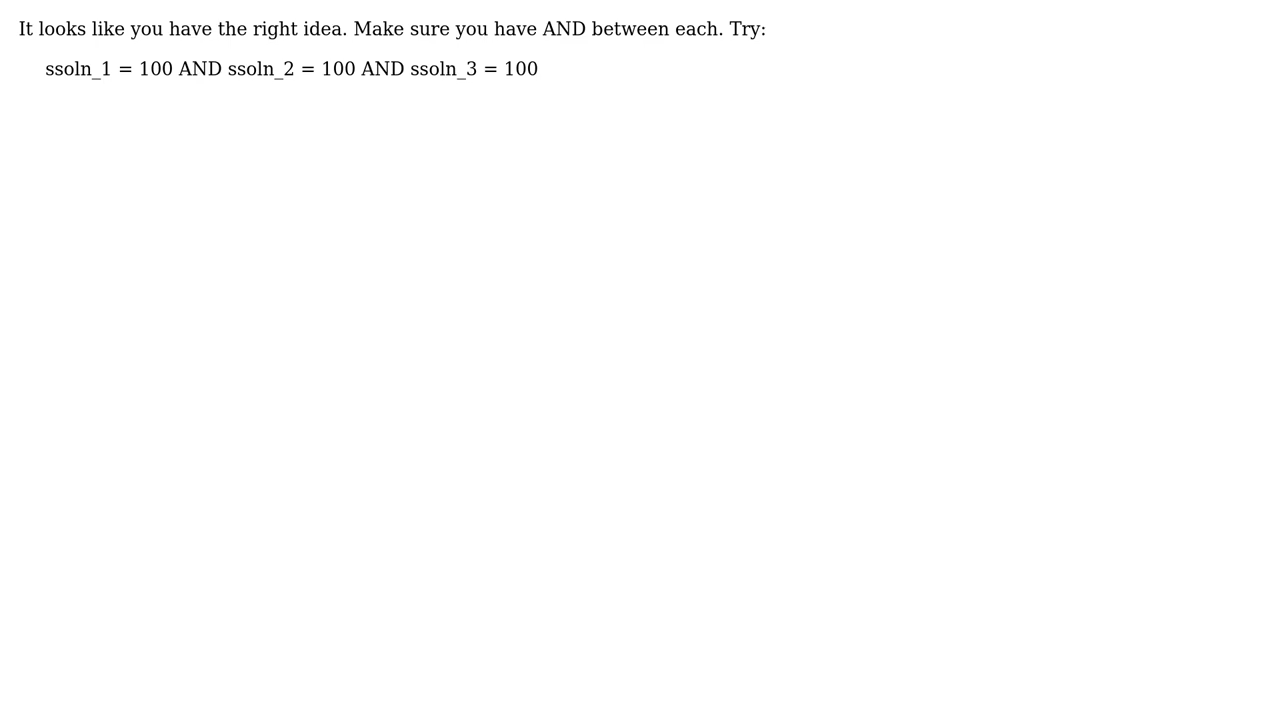 It looks like you have the right idea. Make sure you have AND between each. Try:
ssoln_1 = 100 AND ssoln_2 = 100 AND ssoln_3 = 100